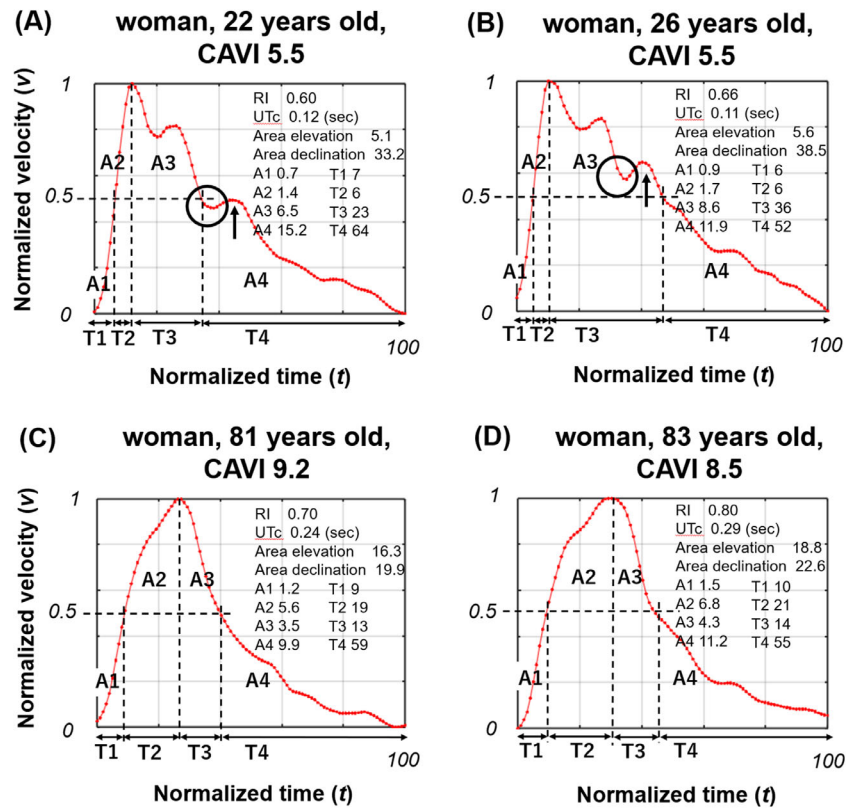 (A) woman, 22 years old,
CAVI 5.5
Normalized velocity (v)
1
0.5
0
RI 0.60
UTc 0.12 (sec)
Area elevation 5.1
Area declination 33.2
A1 0.7 T1 7
A2 1.4 T2 6
A3 6.5 T3 23
A4 15.2 T4 64
A2 A3
A1 A4
T1 T2 T3 T4
100
Normalized time (t)
(B) woman, 26 years old,
CAVI 5.5
1
0.5
0
RI 0.66
UTc 0.11 (sec)
Area elevation 5.6
Area declination 38.5
A1 0.9 T1 6
A2 1.7 T2 6
A3 8.6 T3 36
A4 11.9 T4 52
A2 A3
A1 A4
T1 T2 T3 T4
100
Normalized time (t)
(C) woman, 81 years old,
CAVI 9.2
Normalized velocity (v)
1
0.5
0
RI 0.70
UTc 0.24 (sec)
Area elevation 16.3
Area declination 19.9
A1 1.2 T1 9
A2 5.6 T2 19
A3 3.5 T3 13
A4 9.9 T4 59
A2 A3
A1 A4
T1 T2 T3 T4
100
Normalized time (t)
(D) woman, 83 years old,
CAVI 8.5
1
0.5
0
RI 0.80
UTc 0.29 (sec)
Area elevation 18.8
Area declination 22.6
A1 1.5 T1 10
A2 6.8 T2 21
A3 4.3 T3 14
A4 11.2 T4 55
A2 A3
A1 A4
T1 T2 T3 T4
100
Normalized time (t)